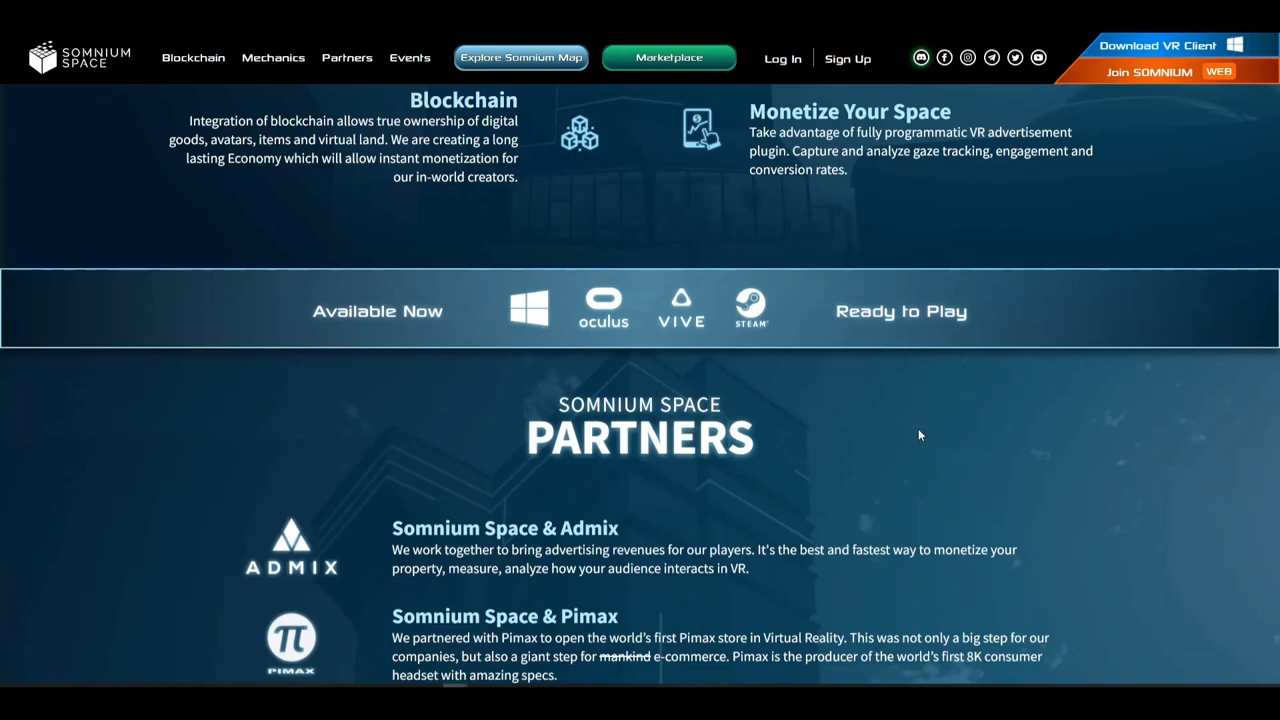 SOMNIUM
SPACE
Blockchain
Mechanics
Partners
Events
Explore Somnium Map
Marketplace
Log In
Sign Up
Download VR Client
Join SOMNIUM WEB
Blockchain
Integration of blockchain allows true ownership of digital
goods, avatars, items and virtual land. We are creating a long
lasting Economy which will allow instant monetization for
our in-world creators.
Monetize Your Space
Take advantage of fully programmatic VR advertisement
plugin. Capture and analyze gaze tracking, engagement and
conversion rates.
Available Now
oculus
VIVE
STEAM
Ready to Play
SOMNIUM SPACE
PARTNERS
ADMIX
Somnium Space & Admix
We work together to bring advertising revenues for our players. It's the best and fastest way to monetize your
property, measure, analyze how your audience interacts in VR.
PIMAX
Somnium Space & Pimax
We partnered with Pimax to open the world's first Pimax store in Virtual Reality. This was not only a big step for our
companies, but also a giant step for mankind e-commerce. Pimax is the producer of the world's first 8K consumer
headset with amazing specs.